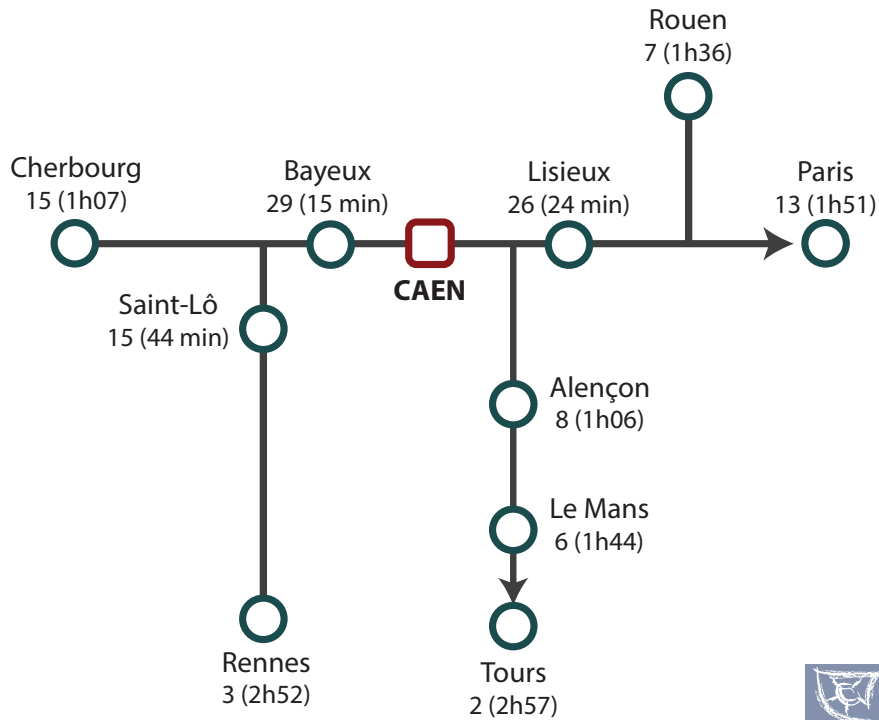 Rouen
7 (1h36)
Cherbourg
15 (1h07)
Bayeux
29 (15 min)
Lisieux
26 (24 min)
Paris
13 (1h51)
CAEN
Saint-Lô
15 (44 min)
Alençon
8 (1h06)
Le Mans
6 (1h44)
Rennes
3 (2h52)
Tours
2 (2h57)